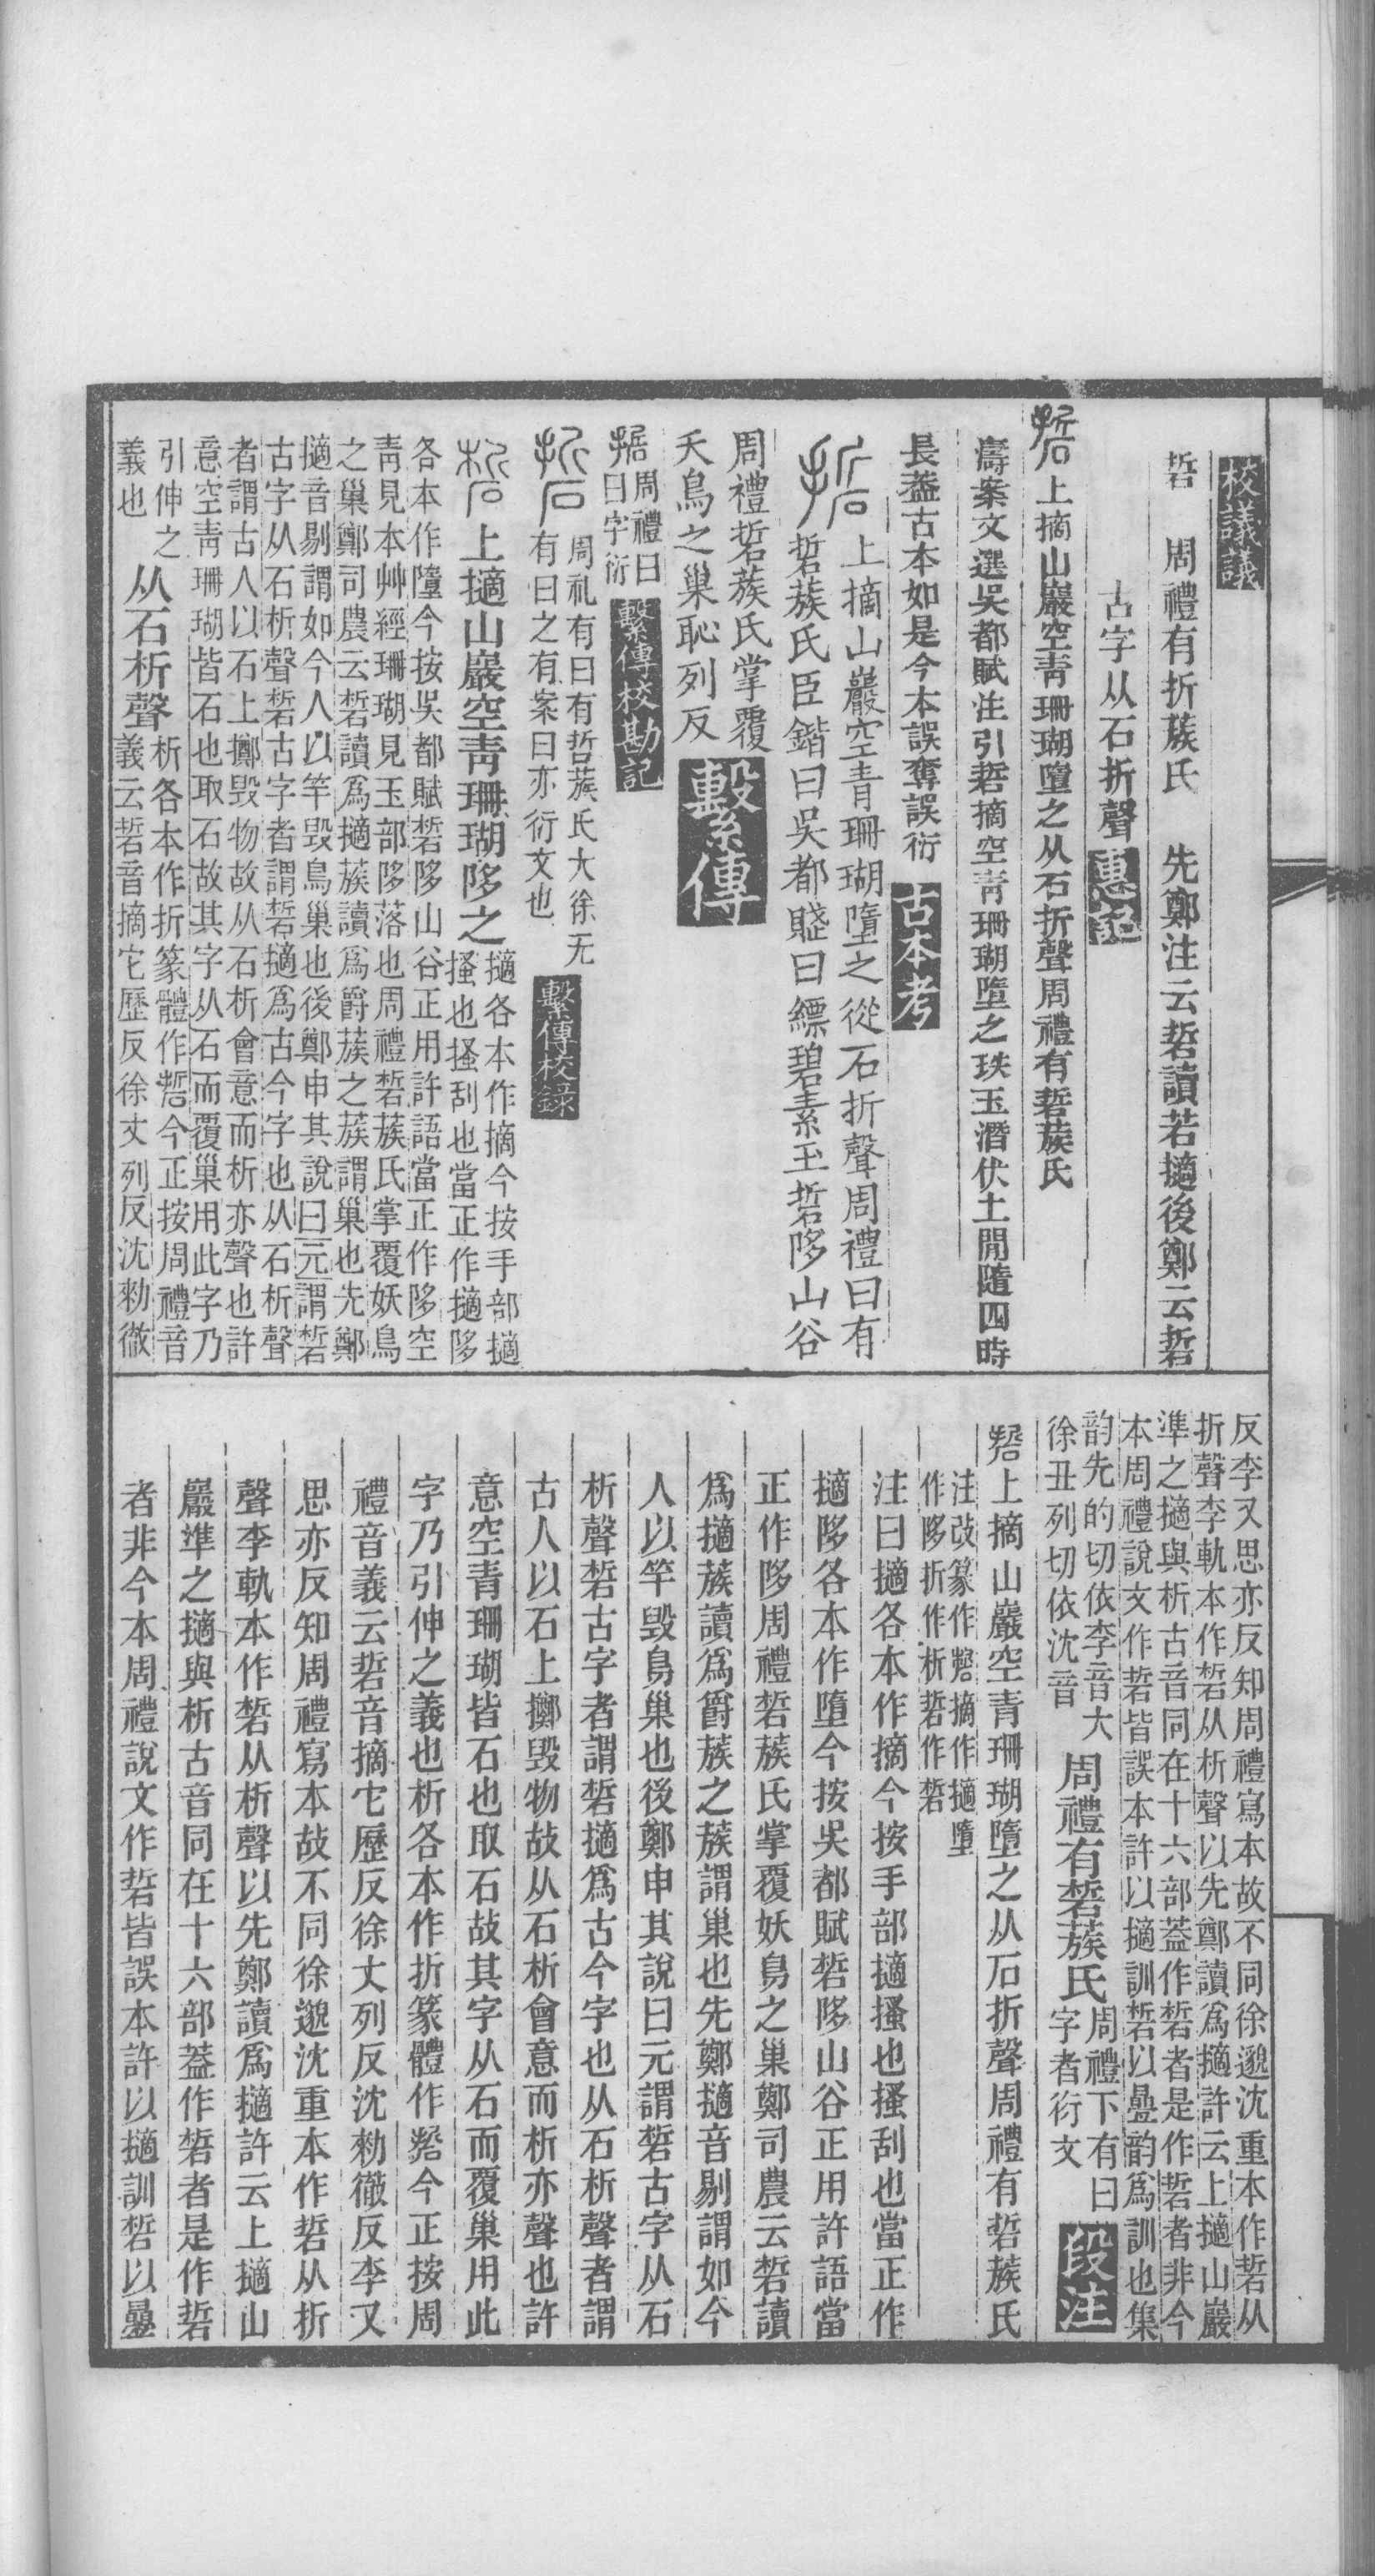 校議議
硩　周禮有折蔟氏　先鄭注云硩讀若擿後鄭云硩
古字从石折聲 惠記
硩上摘山巖空靑珊瑚墮之从石折聲周禮有硩蔟氏
濤案文選吳都賦注引硩摘空靑珊瑚墮之玞玉潛伏土閒隨四時
長葢古本如是今本誤奪誤衍 古本考
硩 上摘山巖空青珊瑚墮之從石折聲周禮曰有
硩蔟氏臣鍇曰吳都賦曰縹碧素玉硩陊山谷
周禮硩蔟氏掌覆
夭鳥之巢恥列反 繫傳
硩 周禮曰
曰字衍 繫傳校勘記
硩 周礼有曰有硩蔟氏大徐无
有曰之有案曰亦衍文也 繫傳校錄
硩 上擿山巖空靑珊瑚陊之 擿各本作摘今按手部擿
搔也搔刮也當正作擿陊
各本作墮今按吳都賦硩陊山谷正用許語當正作陊空
靑見本艸經珊瑚見玉部陊落也周禮硩蔟氏掌覆妖鳥
之巢鄭司農云硩讀爲擿蔟讀爲爵蔟之蔟謂巢也先鄭
擿音剔謂如今人以竿毀鳥巢也後鄭申其說曰元謂硩
古字从石析聲硩古字者謂硩擿爲古今字也从石析聲
者謂古人以石上擲毀物故从石析會意而析亦聲也許
意空靑珊瑚皆石也取石故其字从石而覆巢用此字乃
引伸之
義也 从石析聲 析各本作折篆體作硩今正按周禮音
義云硩音摘它歷反徐丈列反沈勑徹
反李又思亦反知周禮寫本故不同徐邈沈重本作硩从
折聲李軌本作硩从析聲以先鄭讀爲擿許云上擿山巖
準之擿與析古音同在十六部葢作硩者是作硩者非今
本周禮說文作硩皆誤本許以擿訓硩以疊韵爲訓也集
韵先的切依李音大
徐丑列切依沈音 周禮有硩蔟氏 周禮下有曰
字者衍文 段注
硩上摘山巖空青珊瑚墮之从石折聲周禮有硩蔟氏
注改篆作硩摘作擿墮
作陊折作析硩作硩
注曰擿各本作摘今按手部擿搔也搔刮也當正作
擿陊各本作墮今按吳都賦硩陊山谷正用許語當
正作陊周禮硩蔟氏掌覆妖鳥之巢鄭司農云硩讀
爲擿蔟讀爲爵蔟之蔟謂巢也先鄭擿音剔謂如今
人以竿毀鳥巢也後鄭申其說曰元謂硩古字从石
析聲硩古字者謂硩擿爲古今字也从石析聲者謂
古人以石上擲毀物故从石析會意而析亦聲也許
意空青珊瑚皆石也取石故其字从石而覆巢用此
字乃引伸之義也析各本作折篆體作硩今正按周
禮音義云硩音摘它歷反徐丈列反沈勑徹反李又
思亦反知周禮寫本故不同徐邈沈重本作硩从折
聲李軌本作硩从析聲以先鄭讀爲擿許云上擿山
巖準之擿與析古音同在十六部葢作硩者是作硩
者非今本周禮說文作硩皆誤本許以擿訓硩以疊